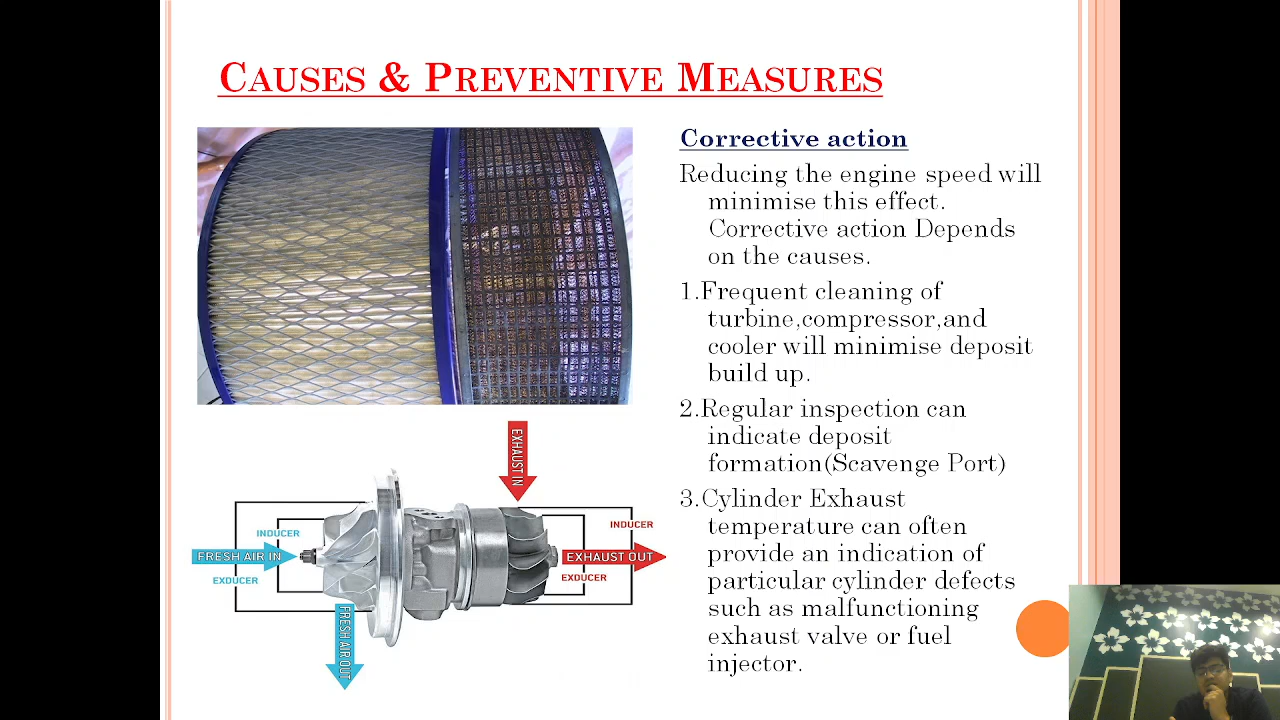 CAUSES & PREVENTIVE MEASURES
Corrective action
Reducing the engine speed will
minimise this effect.
Corrective action Depends
on the causes.
1.Frequent cleaning of
turbine,compressor,and
cooler will minimise deposit
build up.
2.Regular inspection can
indicate deposit
formation(Scavenge Port)
3.Cylinder Exhaust
temperature can often
provide an indication of
particular cylinder defects
such as malfunctioning
exhaust valve or fuel
injector.
EXHAUST IN
INDUCER
FRESH AIR IN
EXDUCER
FRESH AIR OUT
INDUCER
EXHAUST OUT
EXDUCER